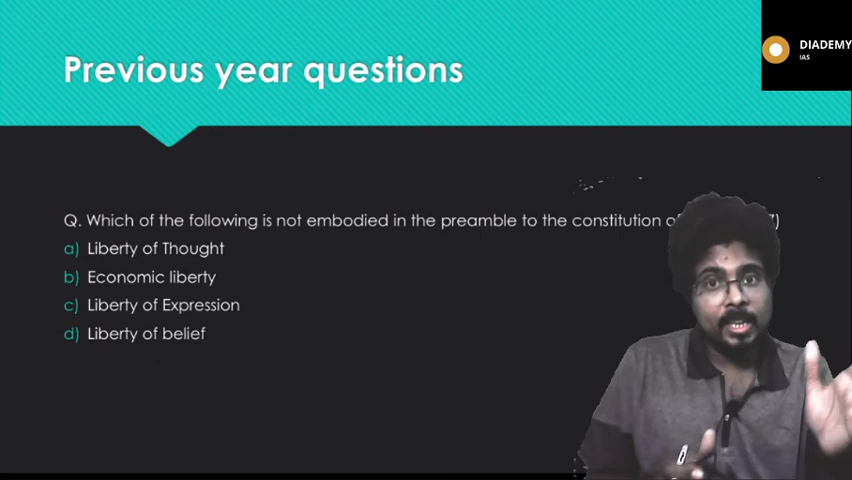 Previous year questions
DIADEMY
IAS
Q. Which of the following is not embodied in the preamble to the constitution
a) Liberty of Thought
b) Economic liberty
c) Liberty of Expression
d) Liberty of belief